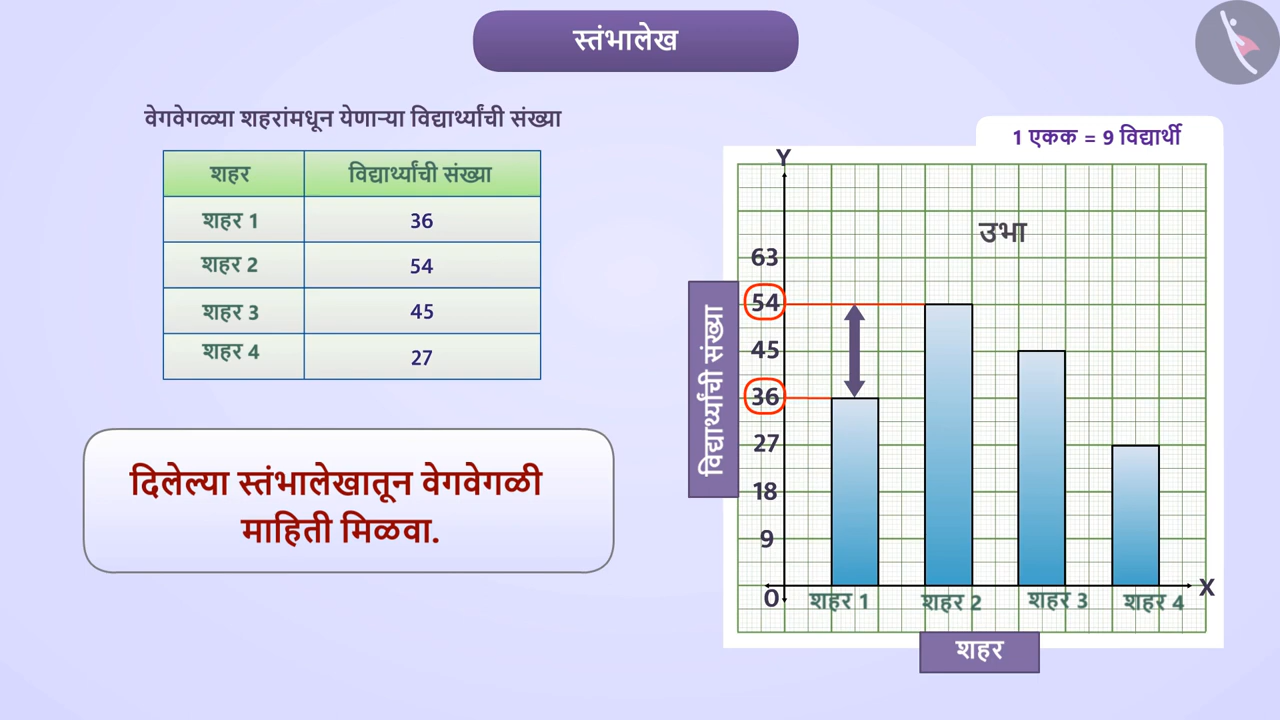 स्तंभालेख
वेगवेगळ्या शहरांमधून येणाऱ्या विद्यार्थ्यांची संख्या
शहर विद्यार्थ्यांची संख्या
शहर 1 36
शहर 2 54
शहर 3 45
शहर 4 27
दिलेल्या स्तंभालेखातून वेगवेगळी
माहिती मिळवा.
1 एकक = 9 विद्यार्थी
Y
उभा
63
54
45
36
27
18
9
0
विद्यार्थ्यांची संख्या
X
शहर 1 शहर 2 शहर 3 शहर 4
शहर